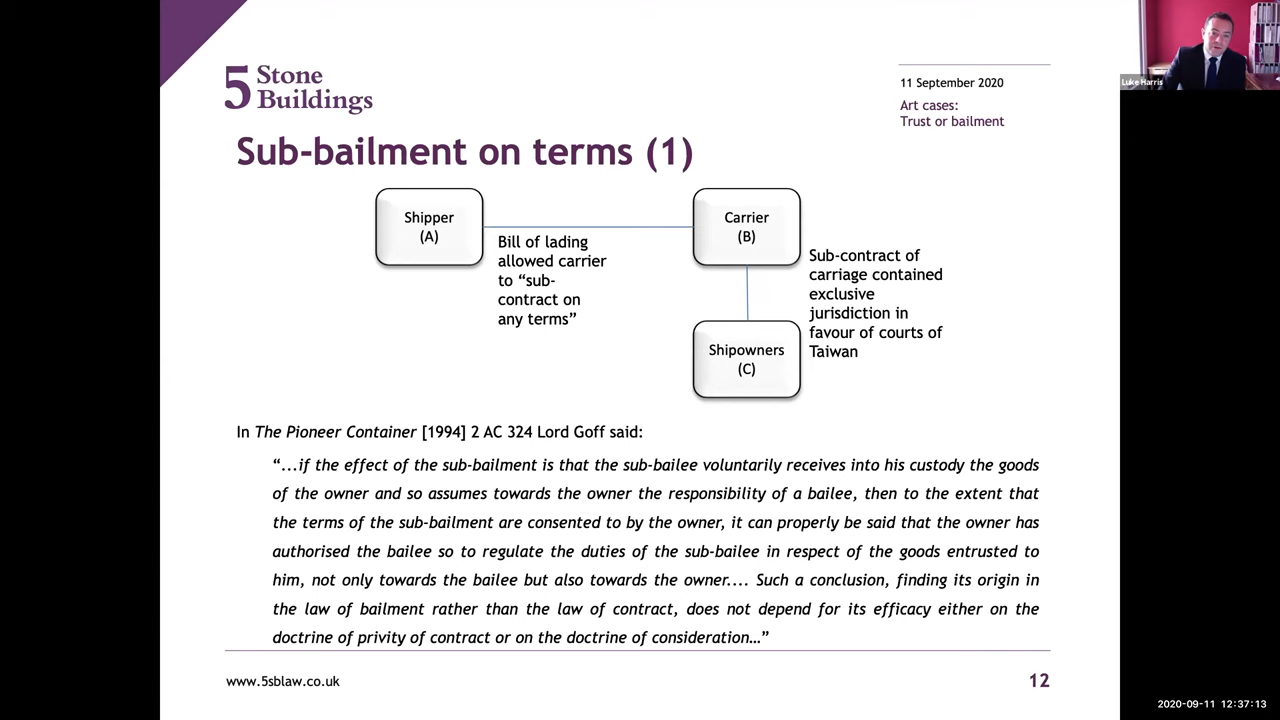 5 Stone
Buildings
11 September 2020
Art cases:
Trust or bailment
Luke Harris
Sub-bailment on terms (1)
Shipper
(A)
Bill of lading
allowed carrier
to “sub-
contract on
any terms”
Carrier
(B)
Sub-contract of
carriage contained
exclusive
jurisdiction in
favour of courts of
Taiwan
Shipowners
(C)
In The Pioneer Container [1994] 2 AC 324 Lord Goff said:
“...if the effect of the sub-bailment is that the sub-bailee voluntarily receives into his custody the goods
of the owner and so assumes towards the owner the responsibility of a bailee, then to the extent that
the terms of the sub-bailment are consented to by the owner, it can properly be said that the owner has
authorised the bailee so to regulate the duties of the sub-bailee in respect of the goods entrusted to
him, not only towards the bailee but also towards the owner.... Such a conclusion, finding its origin in
the law of bailment rather than the law of contract, does not depend for its efficacy either on the
doctrine of privity of contract or on the doctrine of consideration…”
www.5sblaw.co.uk
12
2020-09-11 12:37:13